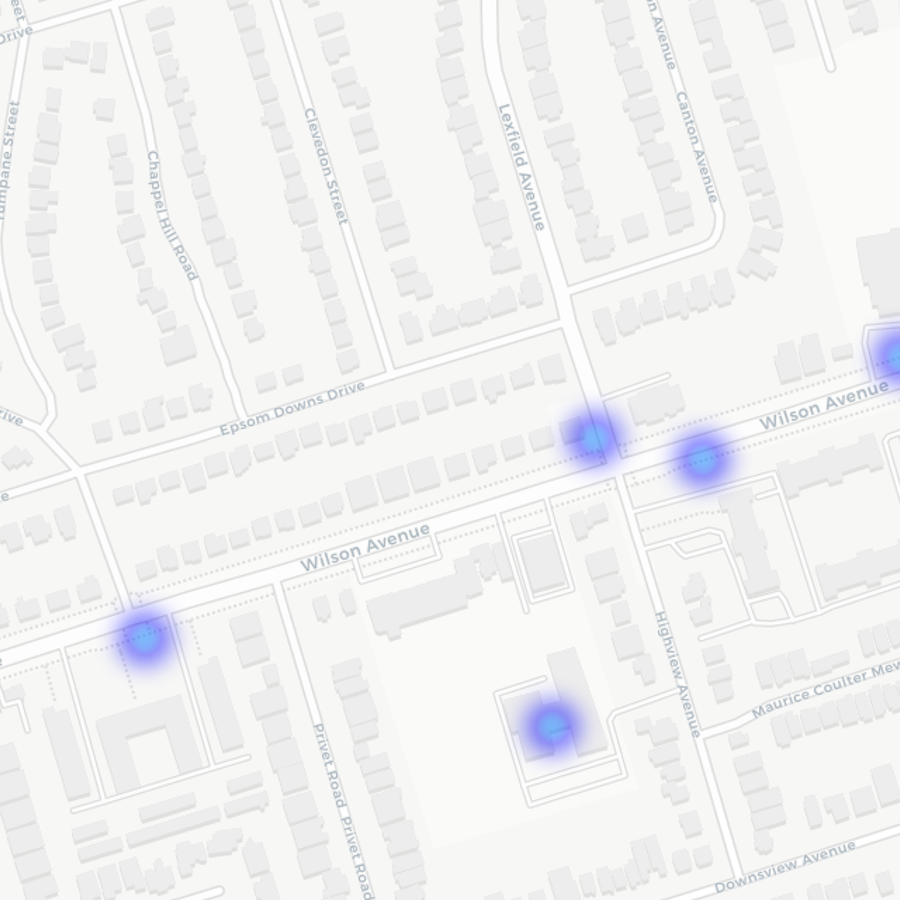 Drive
Canton Avenue
Clevedon Street
Lexfield Avenue
Chappel Hill Road
Epsom Downs Drive
Wilson Avenue
Wilson Avenue
Highview Avenue
Maurice Coulter Mew
Privet Road
Privet Road
Downsview Avenue